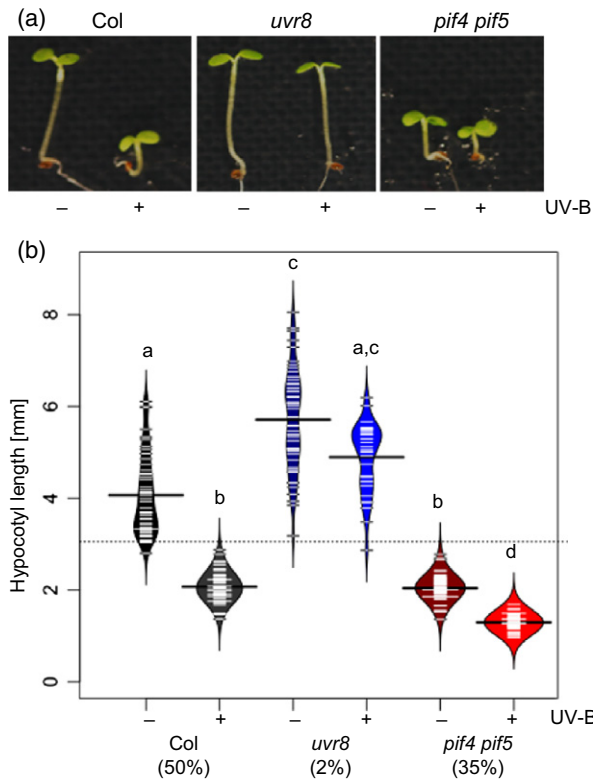 (a)
Col uvr8 pif4 pif5
– + – + – + UV-B
(b)
Hypocotyl length [mm]
8
6
4
2
0
a
b
c
a,c
b
d
– + – + – + UV-B
Col uvr8 pif4 pif5
(50%) (2%) (35%)